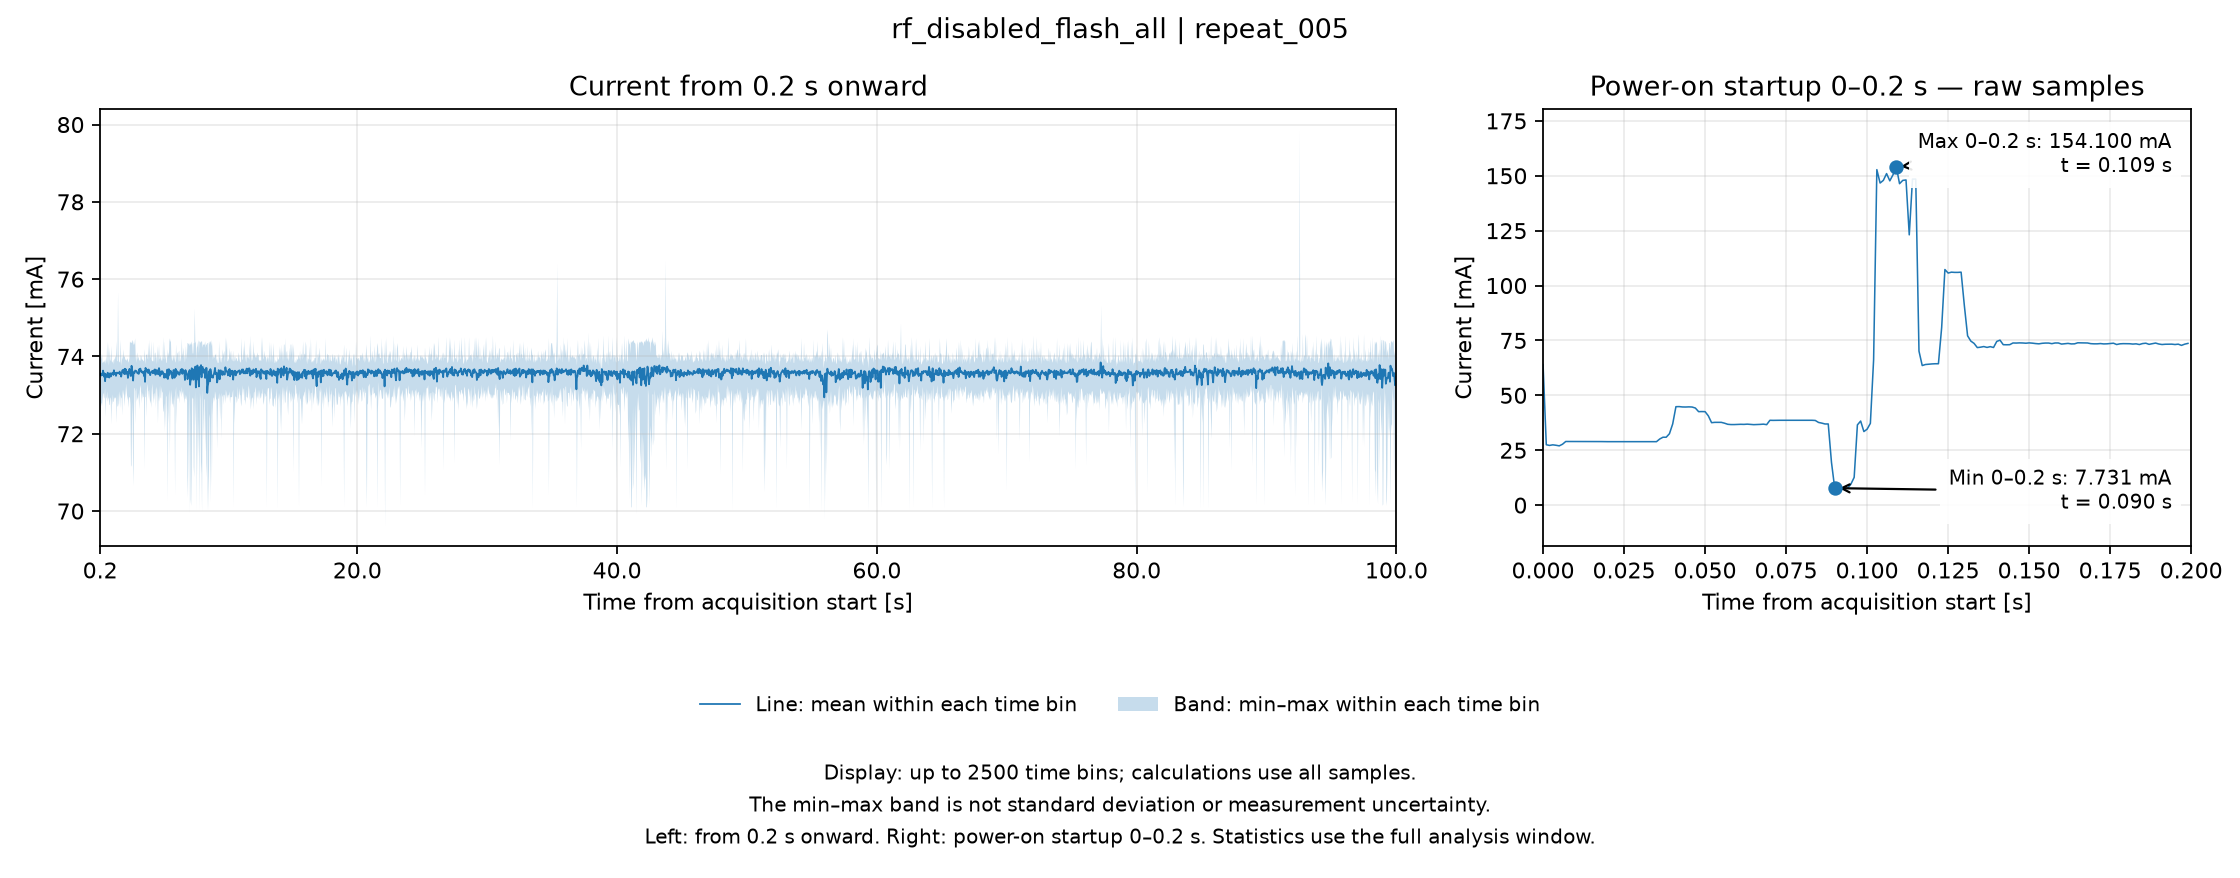 rf_disabled_flash_all | repeat_005
Current from 0.2 s onward
80
78
76
74
72
70
Current [mA]
0.2
20.0
40.0
60.0
80.0
100.0
Time from acquisition start [s]
Power-on startup 0–0.2 s — raw samples
175
150
125
100
75
50
25
0
Current [mA]
Max 0–0.2 s: 154.100 mA
t = 0.109 s
Min 0–0.2 s: 7.731 mA
t = 0.090 s
0.000
0.025
0.050
0.075
0.100
0.125
0.150
0.175
0.200
Time from acquisition start [s]
Line: mean within each time bin
Band: min–max within each time bin
Display: up to 2500 time bins; calculations use all samples.
The min–max band is not standard deviation or measurement uncertainty.
Left: from 0.2 s onward. Right: power-on startup 0–0.2 s. Statistics use the full analysis window.